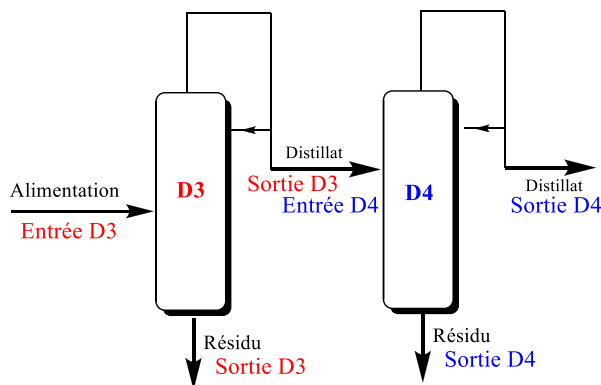 Alimentation
Entrée D3
D3
Distillat
Sortie D3
Entrée D4
Résidu
Sortie D3
D4
Distillat
Sortie D4
Résidu
Sortie D4